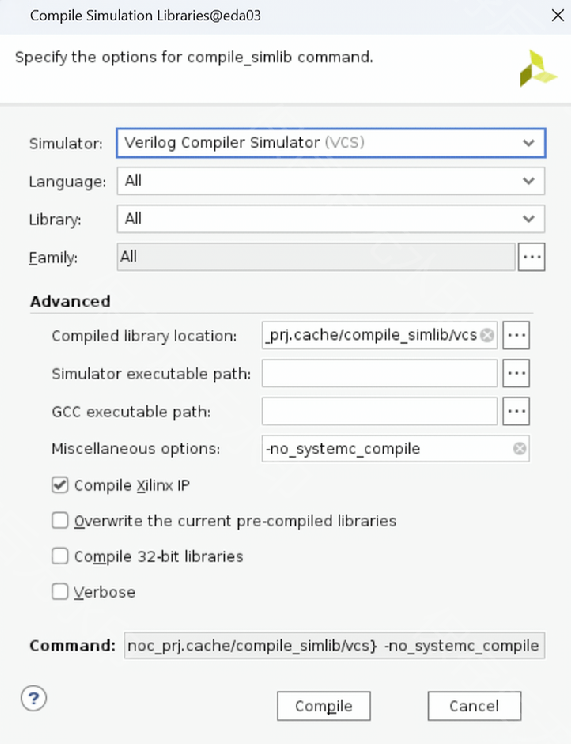 Compile Simulation Libraries@eda03
Specify the options for compile_simlib command.
Simulator: Verilog Compiler Simulator (VCS)
Language: All
Library: All
Family: All
Advanced
Compiled library location: _prj.cache/compile_simlib/vcs
Simulator executable path:
GCC executable path:
Miscellaneous options: -no_systemc_compile
Compile Xilinx IP
Overwrite the current pre-compiled libraries
Compile 32-bit libraries
Verbose
Command: noc_prj.cache/compile_simlib/vcs} -no_systemc_compile
? Compile Cancel